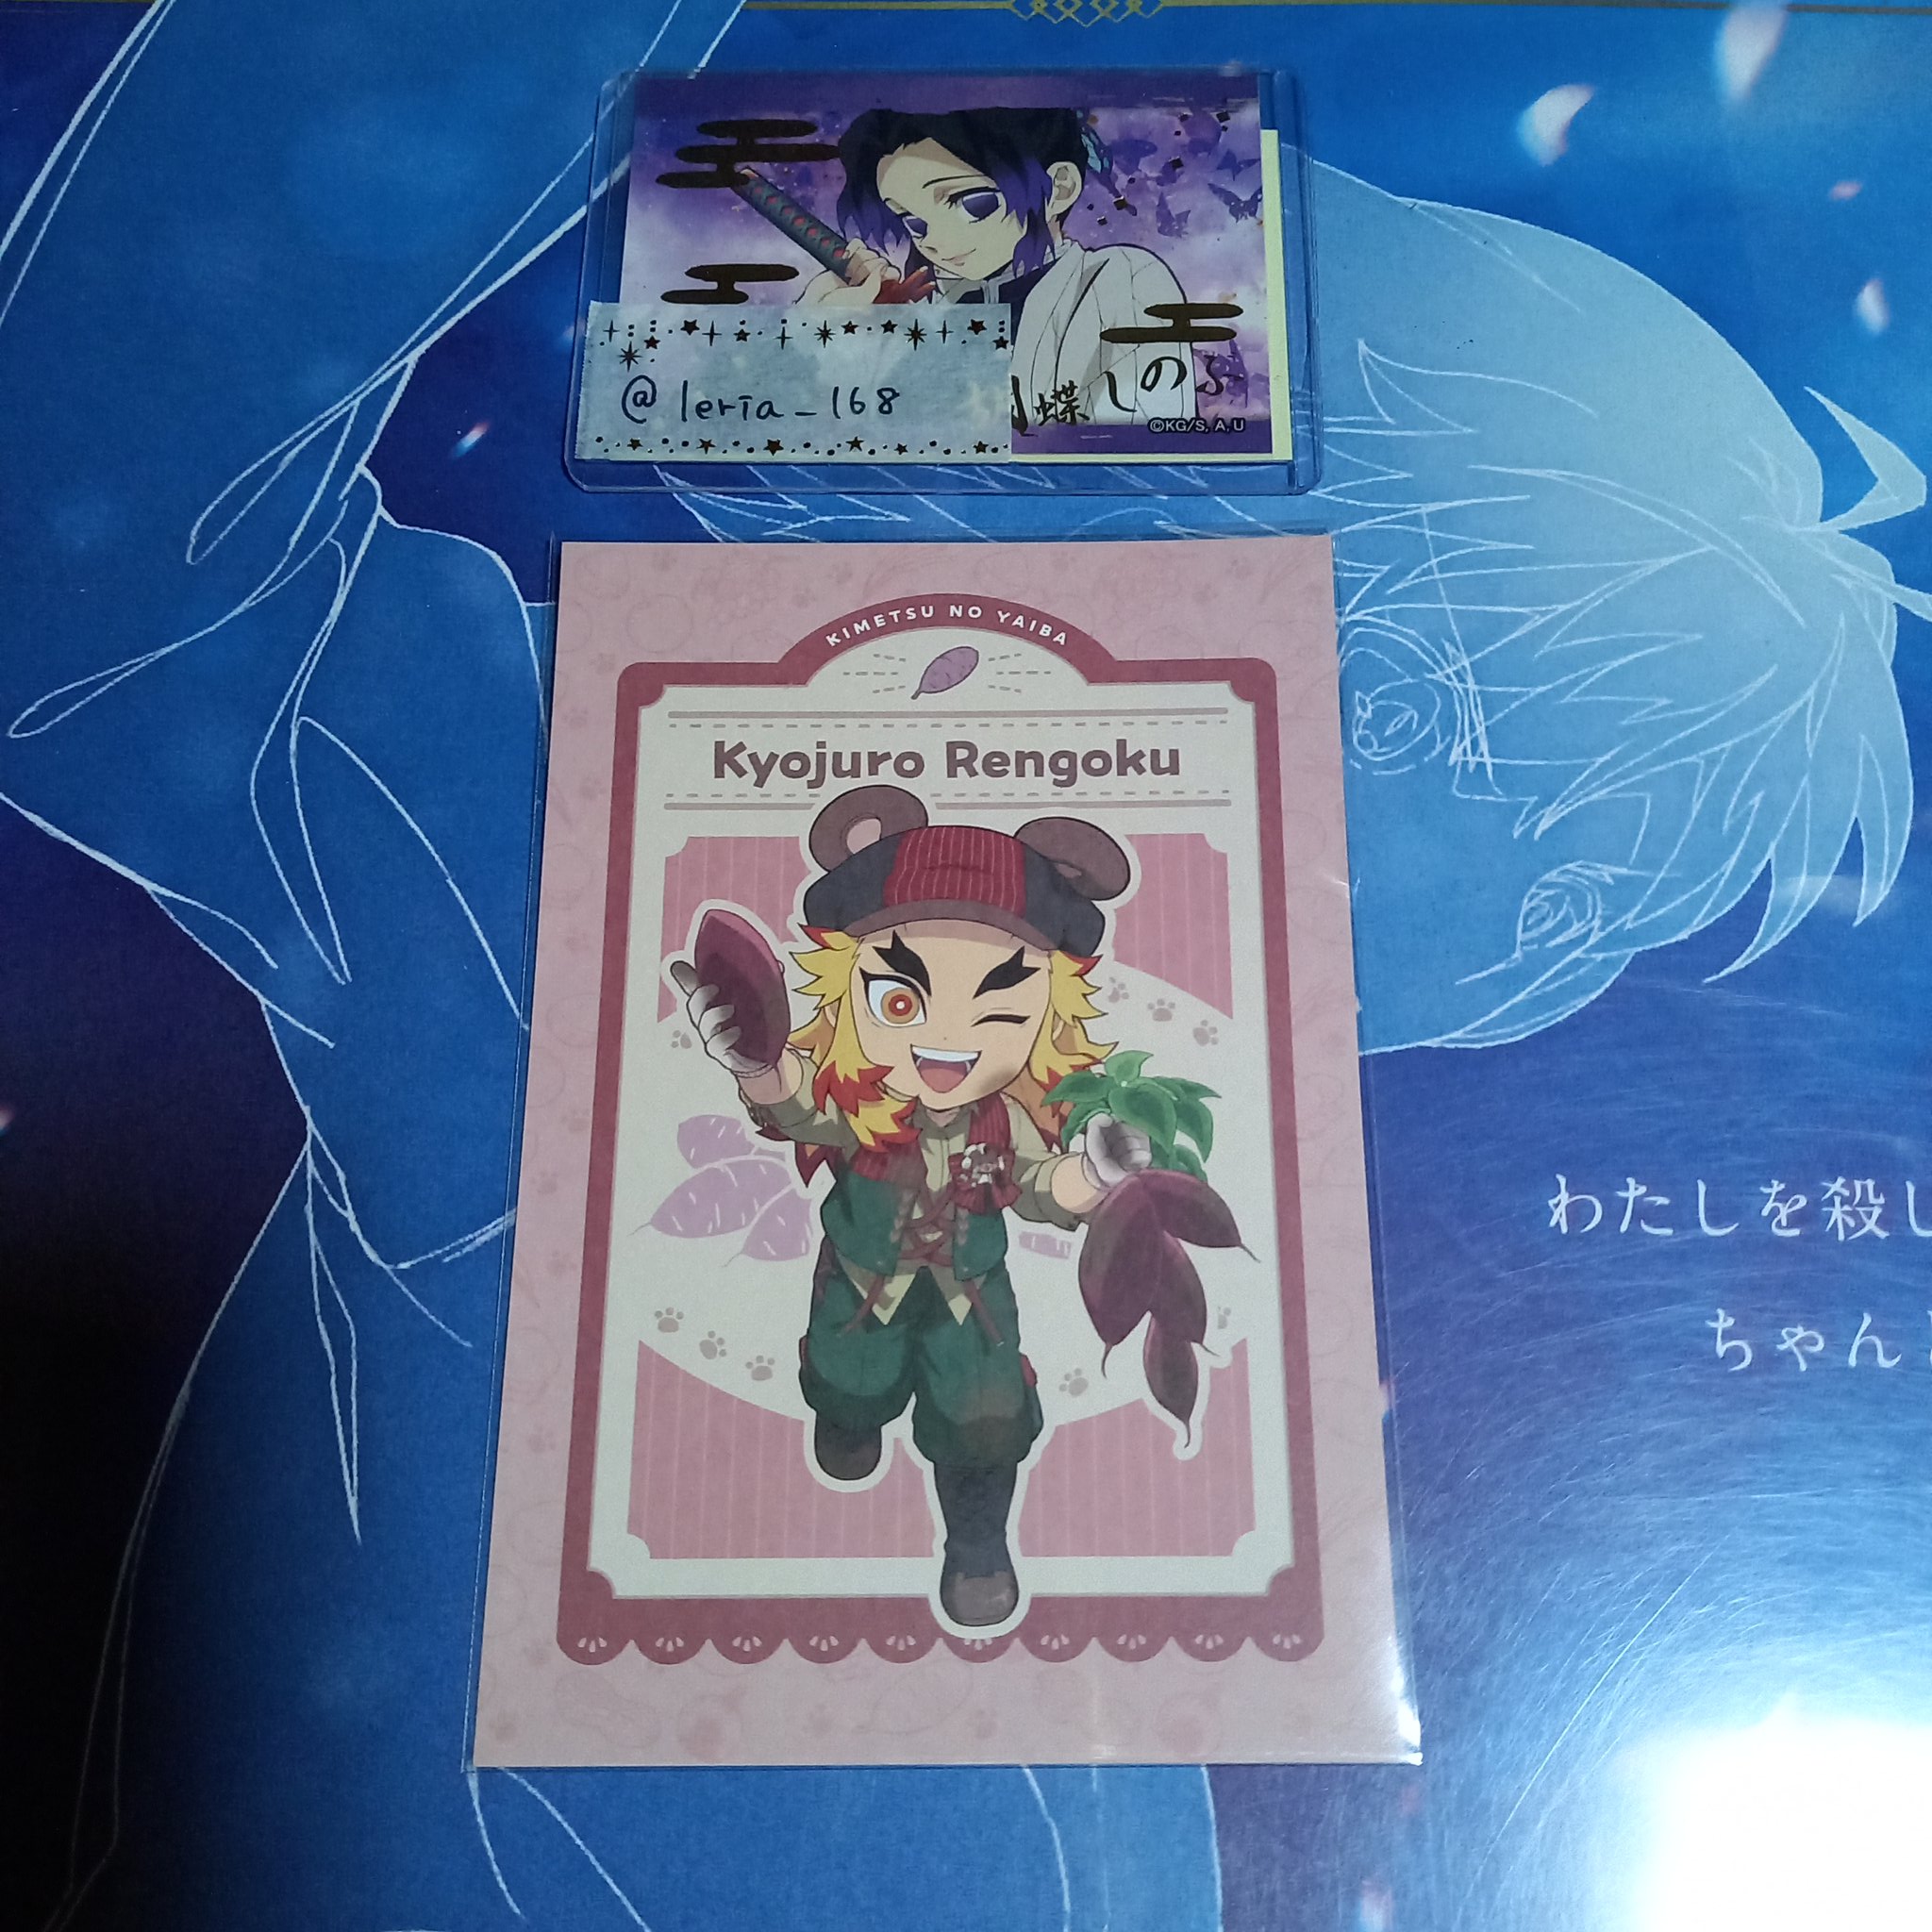 @leria_168
蝶しのぶ
©KG/S,A,U
KIMETSU NO YAIBA
Kyojuro Rengoku
わたしを殺し
ちゃん